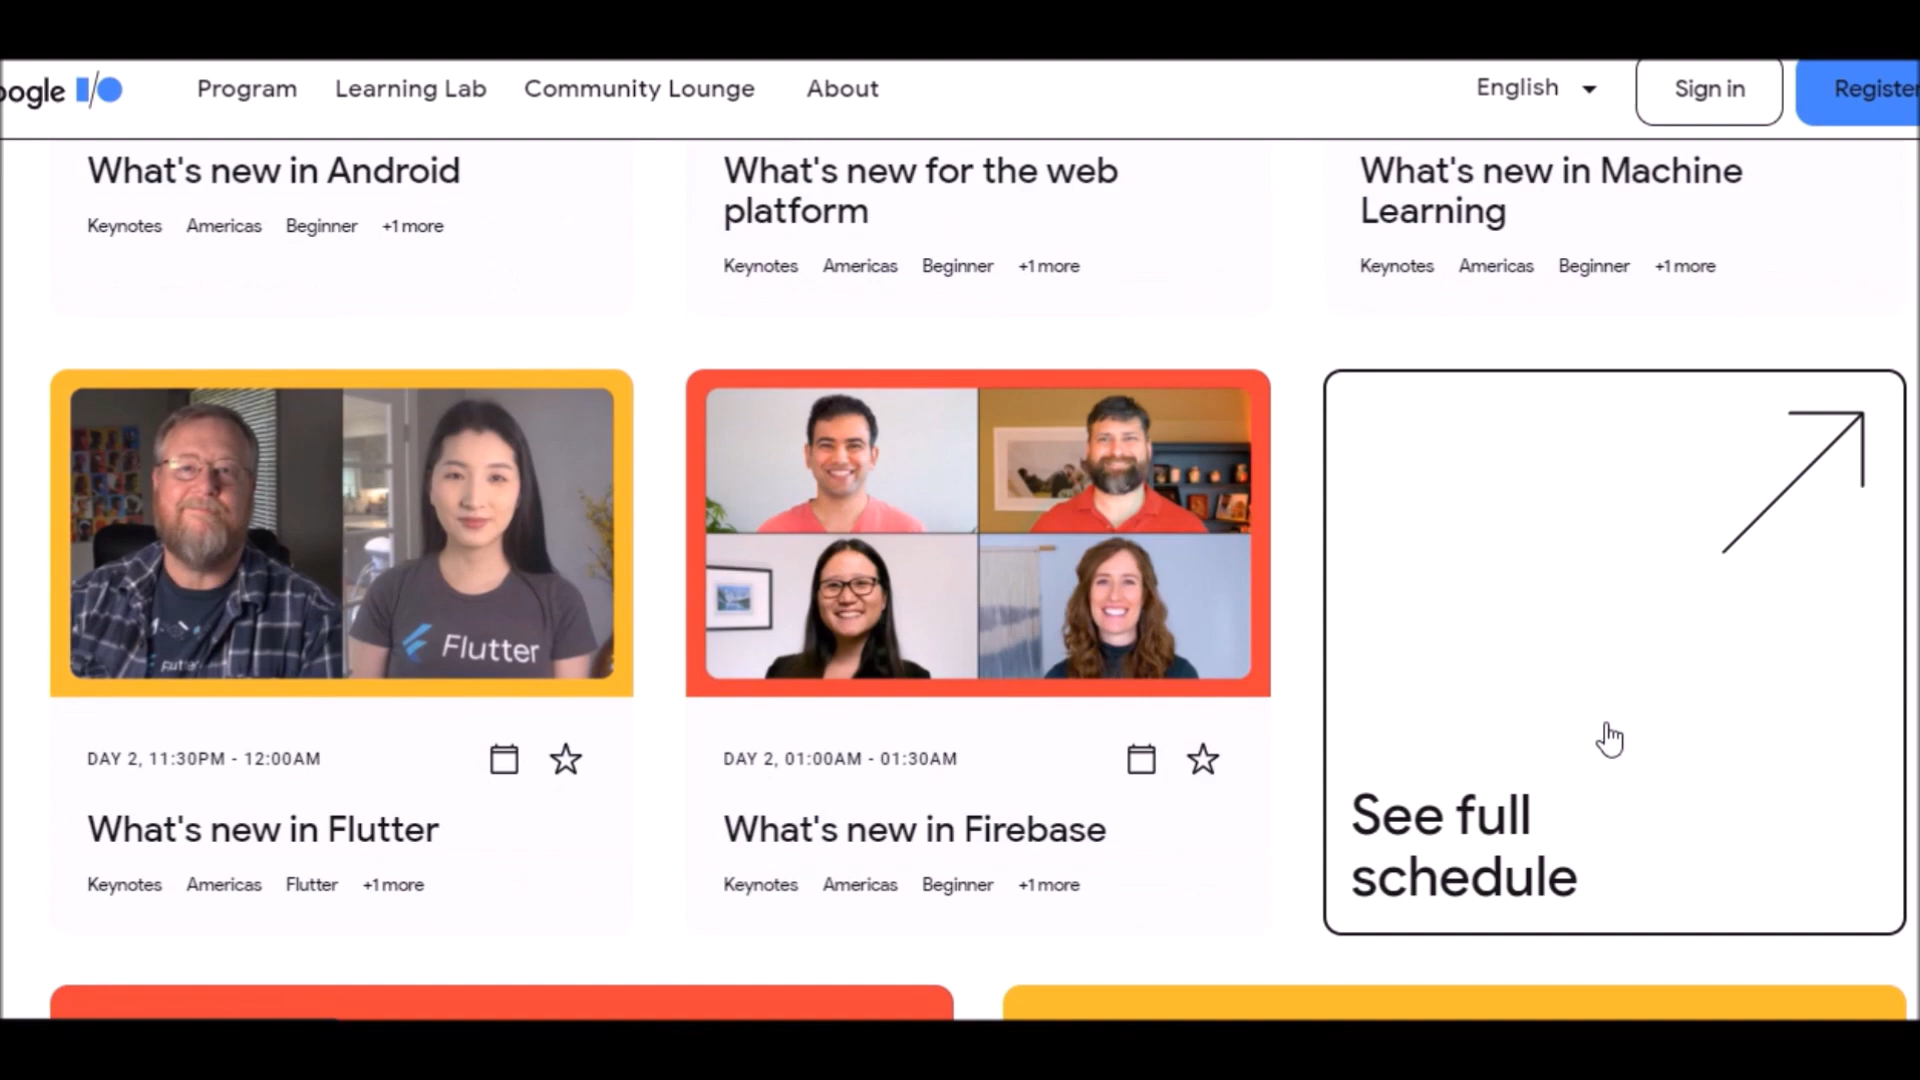 oogle I/O
Program Learning Lab Community Lounge About
English
Sign in
Register
What's new in Android
Keynotes Americas Beginner +1 more
What's new for the web
platform
Keynotes Americas Beginner +1 more
What's new in Machine
Learning
Keynotes Americas Beginner +1 more
Flutter
DAY 2, 11:30PM - 12:00AM
What's new in Flutter
Keynotes Americas Flutter +1 more
DAY 2, 01:00AM - 01:30AM
What's new in Firebase
Keynotes Americas Beginner +1 more
See full
schedule